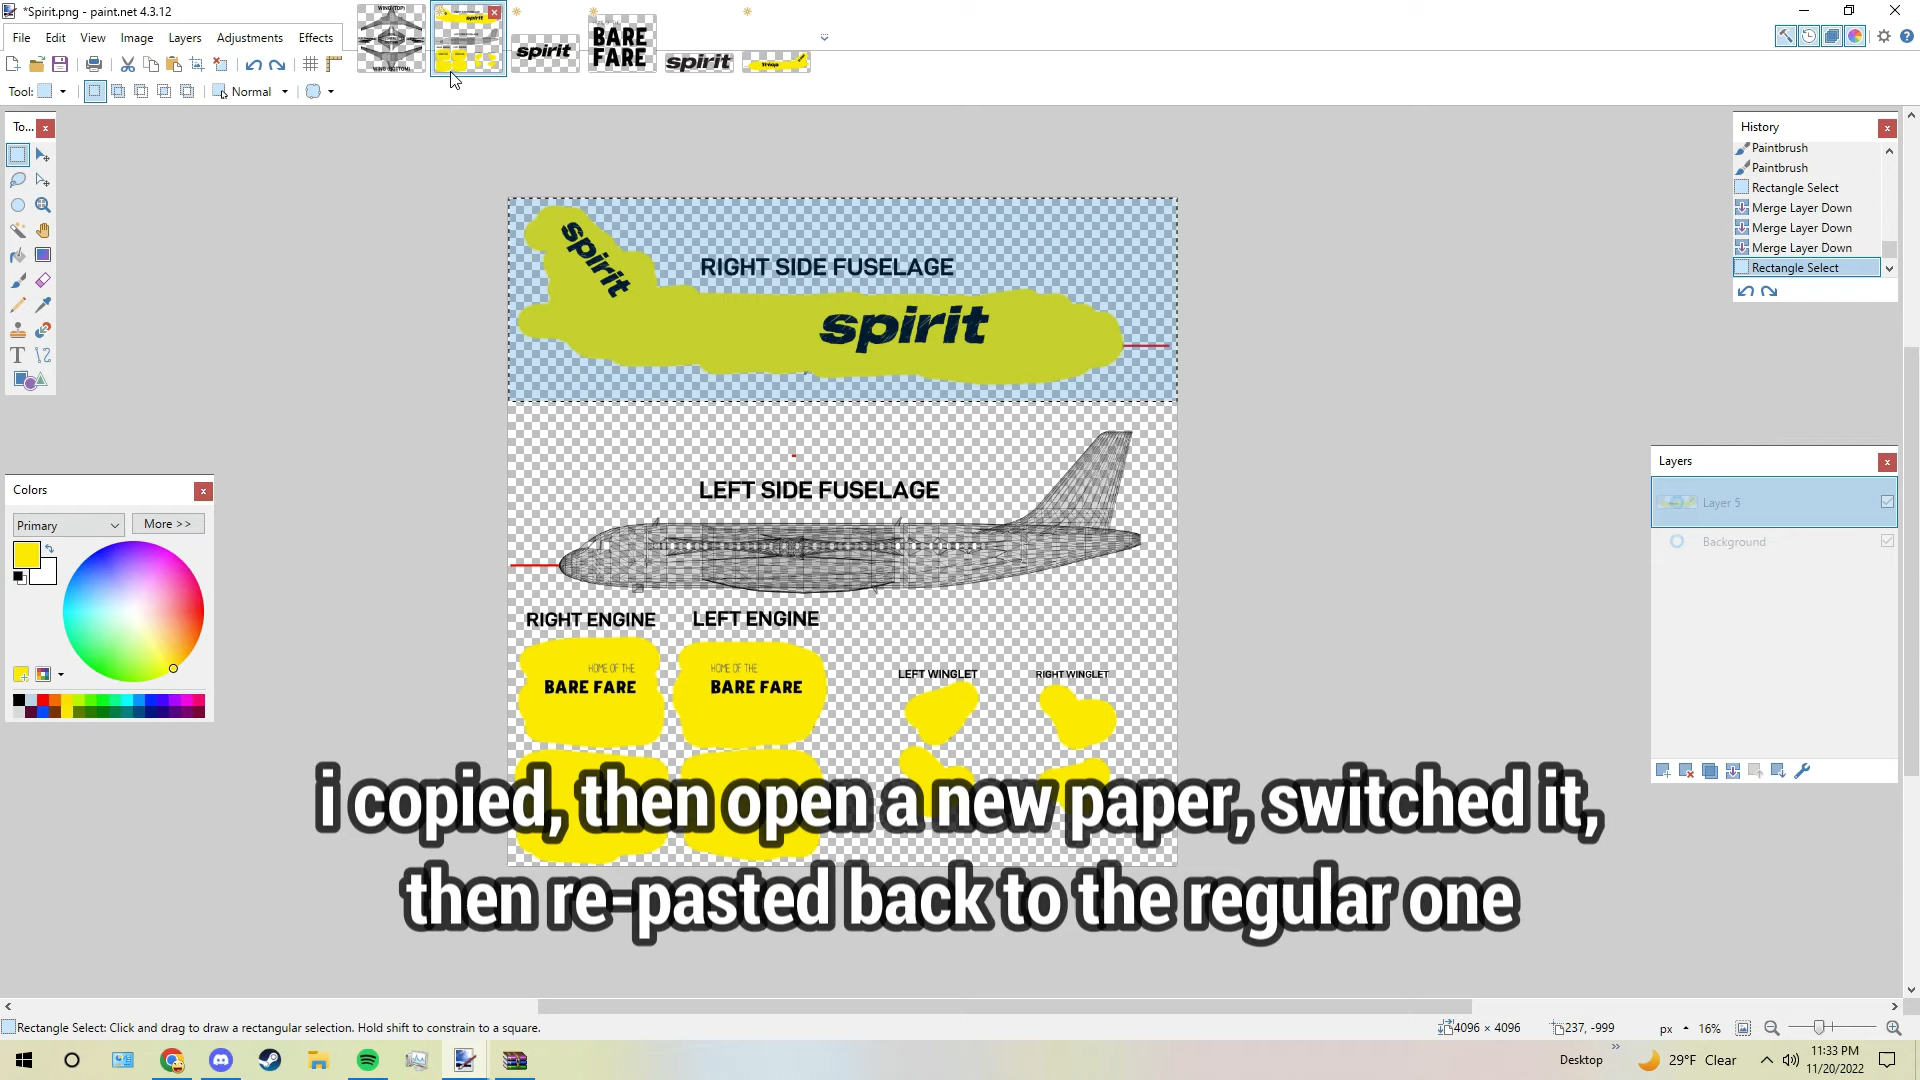 *Spirit.png - paint.net 4.3.12
File Edit View Image Layers Adjustments Effects
WING (TOP)
WING (BOTTOM)
spirit
spirit
BARE
FARE
spirit
Tool: Normal
To...
History
Paintbrush
Paintbrush
Rectangle Select
Merge Layer Down
Merge Layer Down
Merge Layer Down
Rectangle Select
spirit
RIGHT SIDE FUSELAGE
spirit
LEFT SIDE FUSELAGE
Colors
Primary
More >>
Layers
Layer 5
Background
RIGHT ENGINE LEFT ENGINE
HOME OF THE
BARE FARE
HOME OF THE
BARE FARE
LEFT WINGLET RIGHT WINGLET
i copied, then open a new paper, switched it,
then re-pasted back to the regular one
Rectangle Select: Click and drag to draw a rectangular selection. Hold shift to constrain to a square.
4096 × 4096
237, -999
px
16%
Desktop
29°F Clear
11:33 PM
11/20/2022